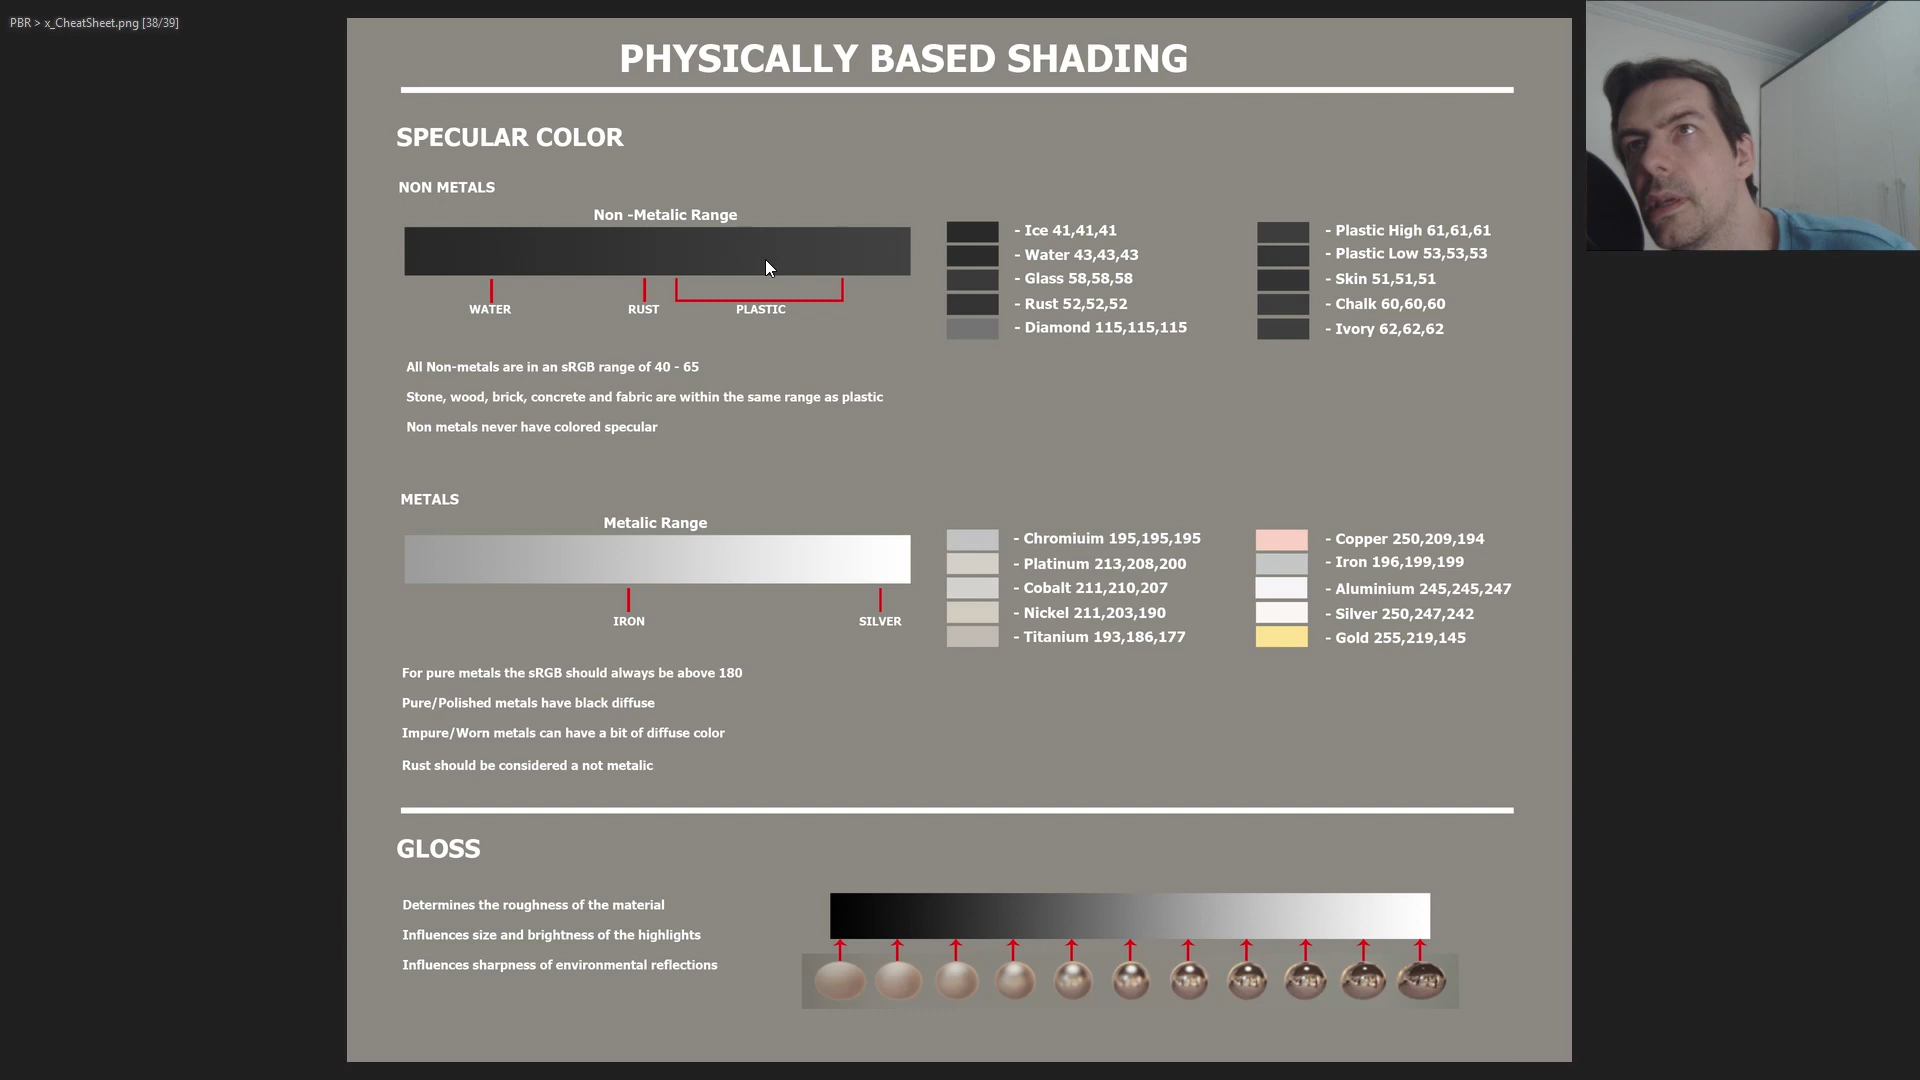 PBR > x_CheatSheet.png [38/39]
PHYSICALLY BASED SHADING
SPECULAR COLOR
NON METALS
Non -Metalic Range
WATER
RUST
PLASTIC
- Ice 41,41,41
- Water 43,43,43
- Glass 58,58,58
- Rust 52,52,52
- Diamond 115,115,115
- Plastic High 61,61,61
- Plastic Low 53,53,53
- Skin 51,51,51
- Chalk 60,60,60
- Ivory 62,62,62
All Non-metals are in an sRGB range of 40 - 65
Stone, wood, brick, concrete and fabric are within the same range as plastic
Non metals never have colored specular
METALS
Metalic Range
IRON
SILVER
- Chromiuim 195,195,195
- Platinum 213,208,200
- Cobalt 211,210,207
- Nickel 211,203,190
- Titanium 193,186,177
- Copper 250,209,194
- Iron 196,199,199
- Aluminium 245,245,247
- Silver 250,247,242
- Gold 255,219,145
For pure metals the sRGB should always be above 180
Pure/Polished metals have black diffuse
Impure/Worn metals can have a bit of diffuse color
Rust should be considered a not metalic
GLOSS
Determines the roughness of the material
Influences size and brightness of the highlights
Influences sharpness of environmental reflections